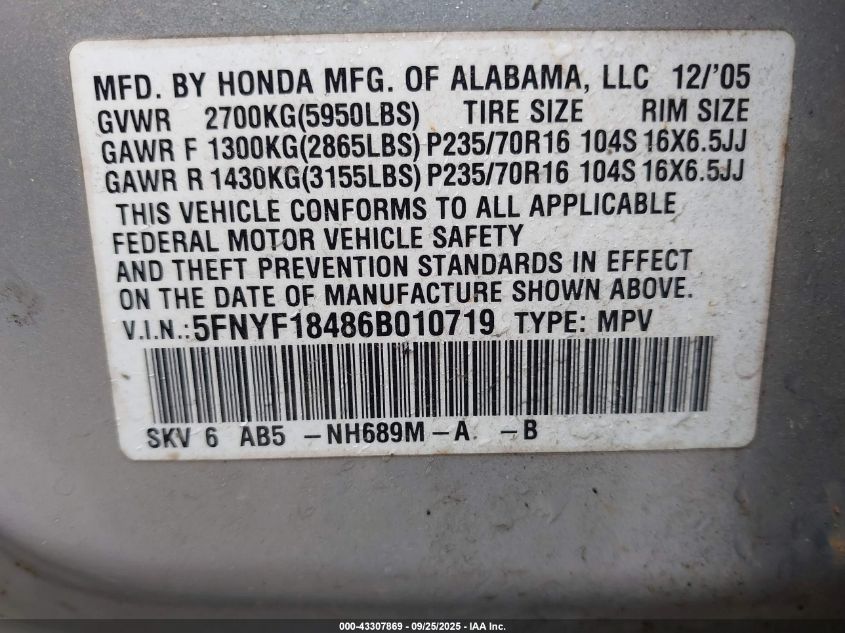 MFD. BY HONDA MFG. OF ALABAMA, LLC 12/'05
GVWR 2700KG(5950LBS) TIRE SIZE RIM SIZE
GAWR F 1300KG(2865LBS) P235/70R16 104S 16X6.5JJ
GAWR R 1430KG(3155LBS) P235/70R16 104S 16X6.5JJ
THIS VEHICLE CONFORMS TO ALL APPLICABLE
FEDERAL MOTOR VEHICLE SAFETY
AND THEFT PREVENTION STANDARDS IN EFFECT
ON THE DATE OF MANUFACTURE SHOWN ABOVE.
V.I.N.:5FNYF18486B010719 TYPE: MPV
SKV 6 AB5 -NH689M-A -B
000-43307869 - 09/25/2025 - IAA Inc.